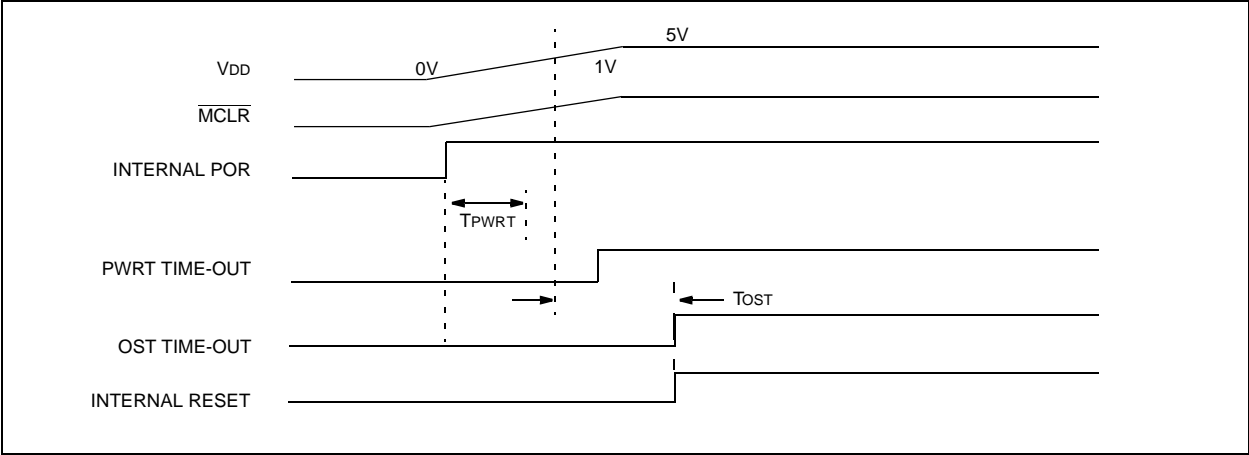 5V
VDD
0V
1V
MCLR
INTERNAL POR
TPWRT
PWRT TIME-OUT
TOST
OST TIME-OUT
INTERNAL RESET